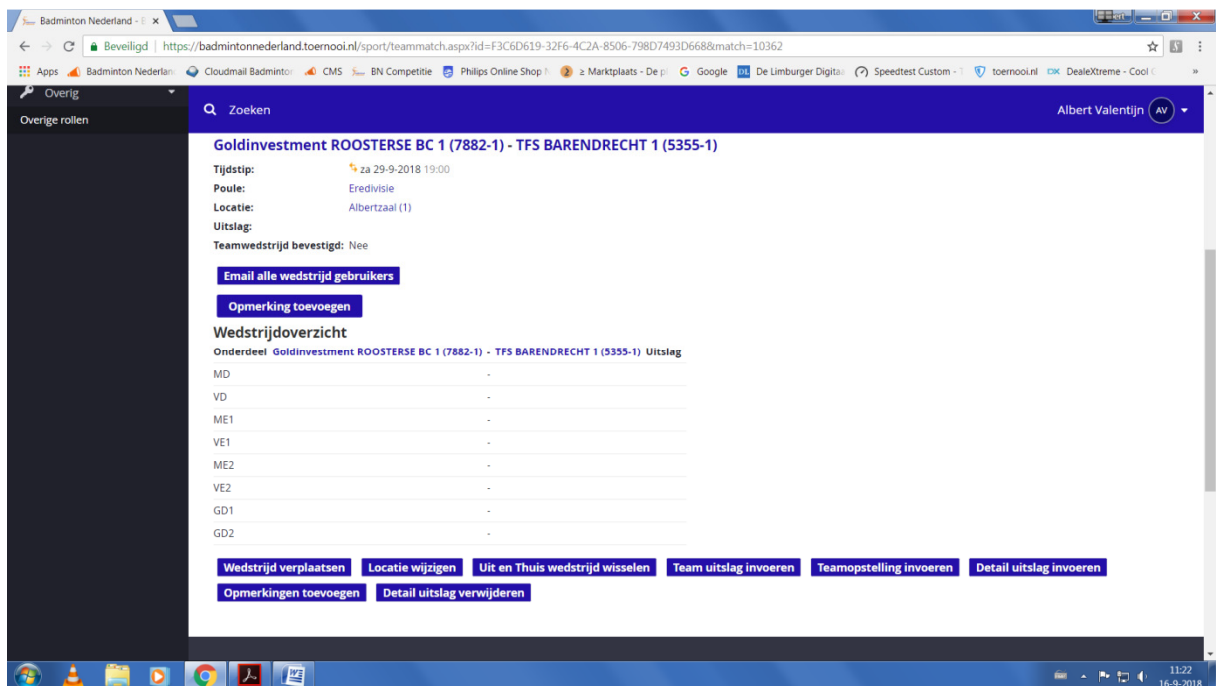 Badminton Nederland -
Beveiligd | https://badmintonnederland.toernooi.nl/sport/teammatch.aspx?id=F3C6D619-32F6-4C2A-8506-798D7493D668&match=10362
Apps Badminton Nederlan Cloudmail Badminton CMS BN Competitie Philips Online Shop N 2 ≥ Marktplaats - De p G Google DL De Limburger Digitaa Speedtest Custom - T toernooi.nl DX DealeXtreme - Cool »
Overig
Overige rollen
Zoeken
Albert Valentijn AV
Goldinvestment ROOSTERSE BC 1 (7882-1) - TFS BARENDRECHT 1 (5355-1)
Tijdstip: za 29-9-2018 19:00
Poule: Eredivisie
Locatie: Albertzaal (1)
Uitslag:
Teamwedstrijd bevestigd: Nee
Email alle wedstrijd gebruikers
Opmerking toevoegen
Wedstrijdoverzicht
Onderdeel Goldinvestment ROOSTERSE BC 1 (7882-1) - TFS BARENDRECHT 1 (5355-1) Uitslag
MD -
VD -
ME1 -
VE1 -
ME2 -
VE2 -
GD1 -
GD2 -
Wedstrijd verplaatsen Locatie wijzigen Uit en Thuis wedstrijd wisselen Team uitslag invoeren Teamopstelling invoeren Detail uitslag invoeren
Opmerkingen toevoegen Detail uitslag verwijderen
11:22
16-9-2018